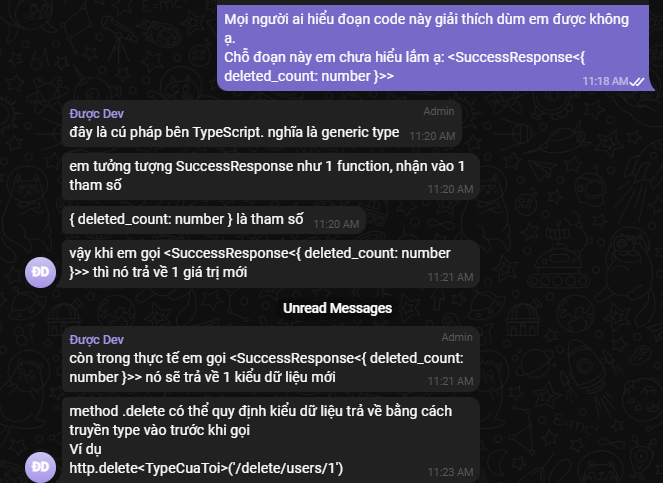 Mọi người ai hiểu đoạn code này giải thích dùm em được không
ạ.
Chỗ đoạn này em chưa hiểu lắm ạ: <SuccessResponse<{
deleted_count: number }>>
11:18 AM
Được Dev
Admin
đây là cú pháp bên TypeScript. nghĩa là generic type
11:20 AM
em tưởng tượng SuccessResponse như 1 function, nhận vào 1
tham số
11:20 AM
{ deleted_count: number } là tham số
11:20 AM
vậy khi em gọi <SuccessResponse<{ deleted_count: number
}>> thì nó trả về 1 giá trị mới
11:21 AM
ĐD
Unread Messages
Được Dev
Admin
còn trong thực tế em gọi <SuccessResponse<{ deleted_count:
number }>> nó sẽ trả về 1 kiểu dữ liệu mới
11:21 AM
method .delete có thể quy định kiểu dữ liệu trả về bằng cách
truyền type vào trước khi gọi
Ví dụ
http.delete<TypeCuaToi>('/delete/users/1')
11:23 AM
ĐD